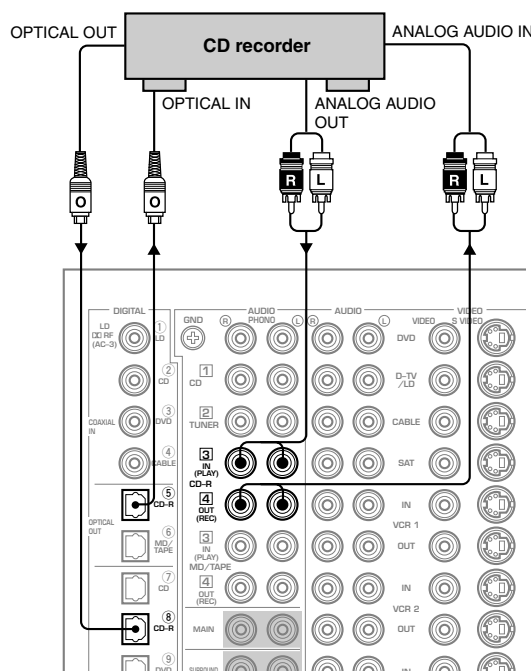 OPTICAL OUT
CD recorder
ANALOG AUDIO IN
OPTICAL IN
ANALOG AUDIO
OUT
O
O
R L
R L
DIGITAL
GND
AUDIO
PHONO
AUDIO
VIDEO
VIDEO
S VIDEO
R L R L
LD
RF
(AC-3)
1
LD
DVD
2
CD
1
CD
D-TV
/LD
COAXIAL
IN
3
DVD
2
TUNER
CABLE
4
CABLE
3
IN
(PLAY)
CD-R
SAT
OPTICAL
OUT
5
CD-R
4
OUT
(REC)
IN
VCR 1
6
MD/
TAPE
3
IN
(PLAY)
MD/TAPE
OUT
7
CD
4
OUT
(REC)
IN
VCR 2
8
CD-R
MAIN
OUT
9
DVD
SURROUND
IN